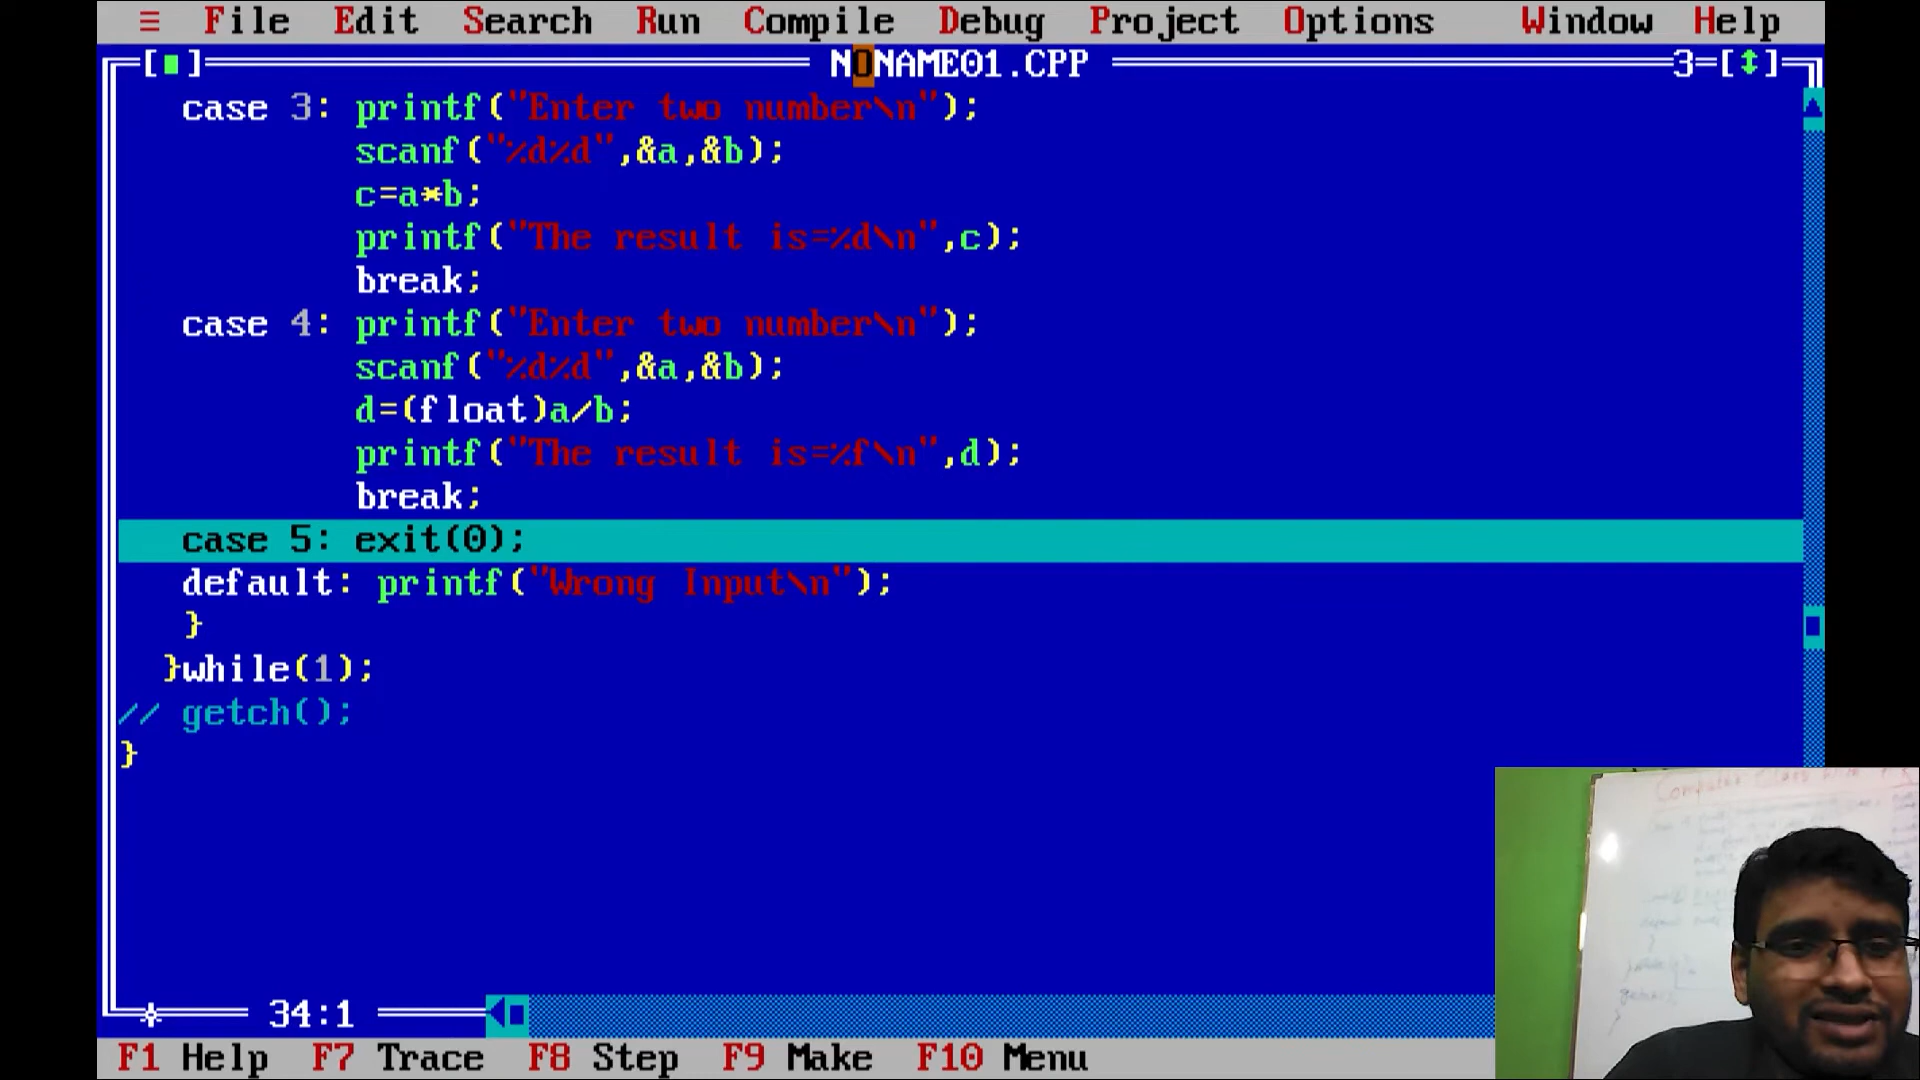 ≡ File Edit Search Run Compile Debug Project Options Window Help
[■] NONAME01.CPP 3=[↕]
case 3: printf("Enter two number\n");
scanf("%d%d",&a,&b);
c=a*b;
printf("The result is=%d\n",c);
break;
case 4: printf("Enter two number\n");
scanf("%d%d",&a,&b);
d=(float)a/b;
printf("The result is=%f\n",d);
break;
case 5: exit(0);
default: printf("Wrong Input\n");
}
}while(1);
// getch();
}
34:1
F1 Help F7 Trace F8 Step F9 Make F10 Menu